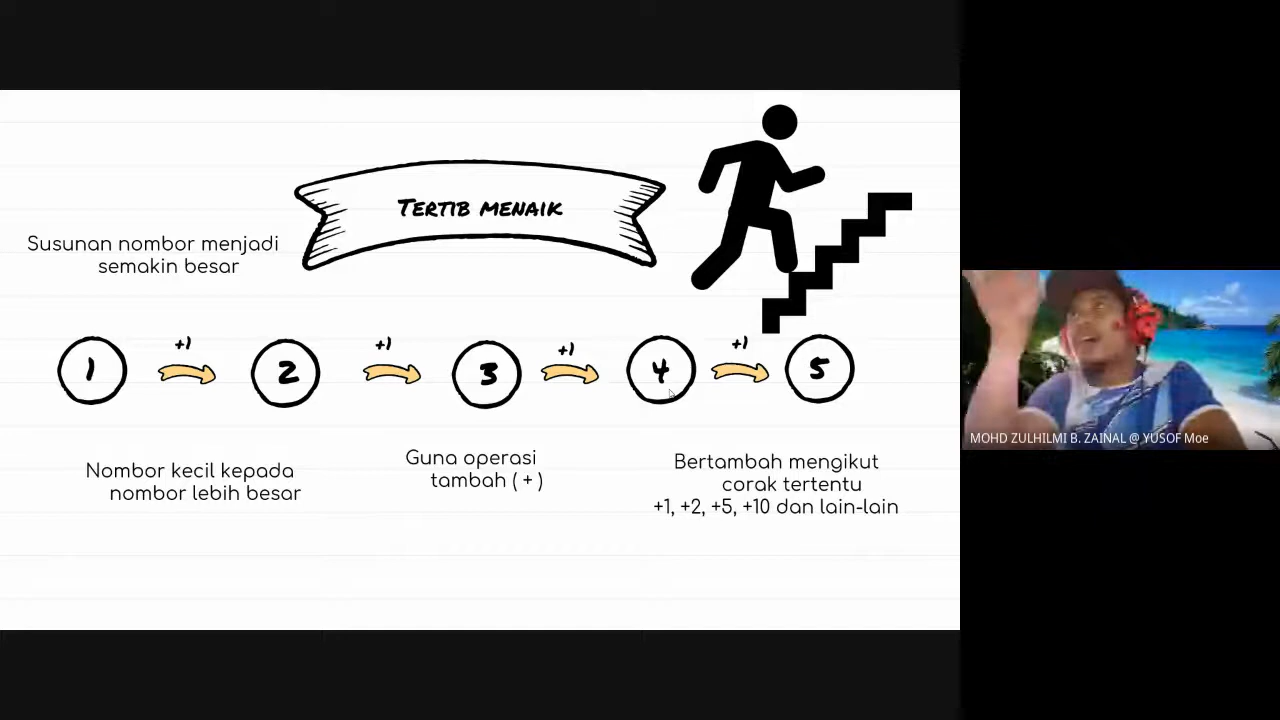 TERTIB MENAIK
Susunan nombor menjadi
semakin besar
1 +1 2 +1 3 +1 4 +1 5
Nombor kecil kepada
nombor lebih besar
Guna operasi
tambah ( + )
Bertambah mengikut
corak tertentu
+1, +2, +5, +10 dan lain-lain
MOHD ZULHILMI B. ZAINAL @ YUSOF Moe